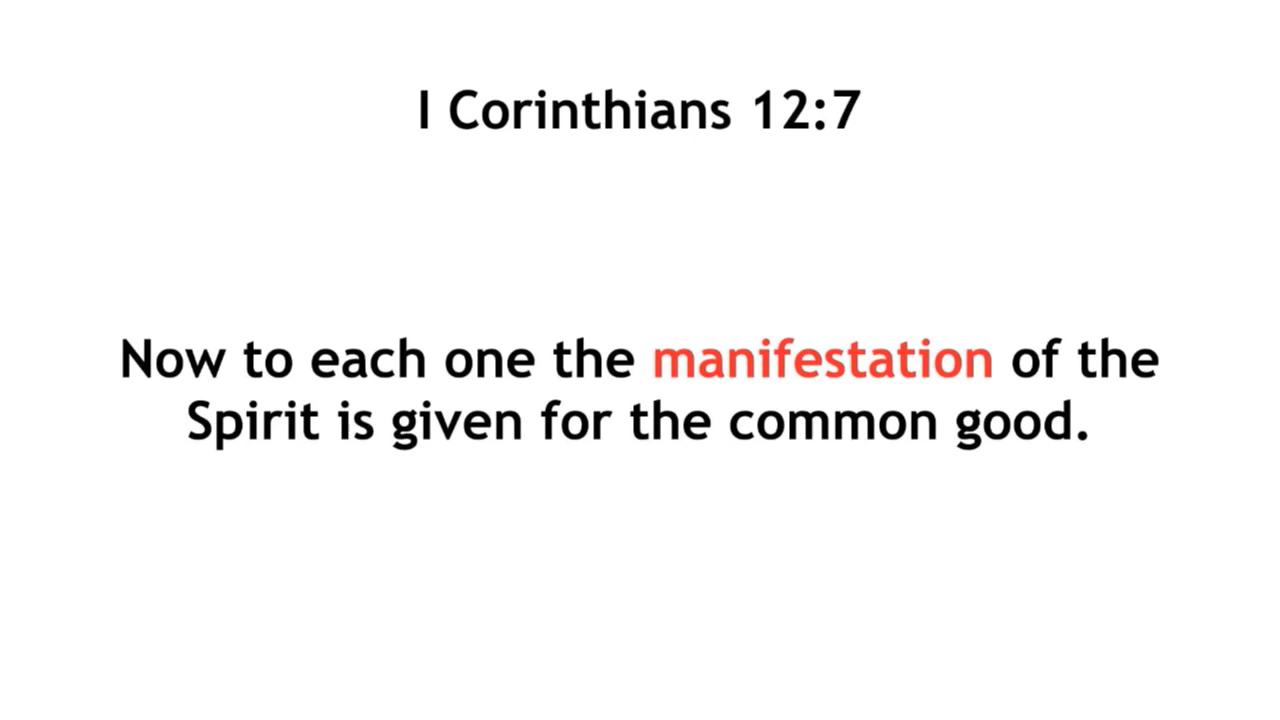 I Corinthians 12:7
Now to each one the manifestation of the
Spirit is given for the common good.